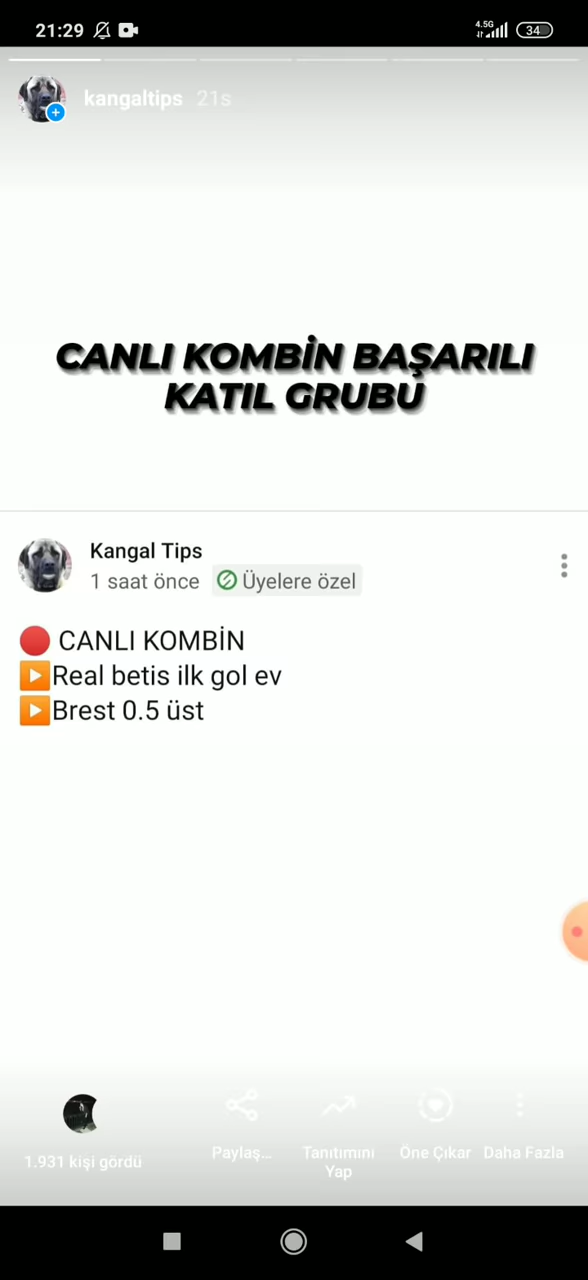 21:29
4.5G
34
kangaltips 21s
CANLI KOMBİN BAŞARILI
KATIL GRUBU
Kangal Tips
1 saat önce Üyelere özel
CANLI KOMBİN
Real betis ilk gol ev
Brest 0.5 üst
1.931 kişi gördü
Paylaş...
Tanıtımını
Yap
Öne Çıkar
Daha Fazla